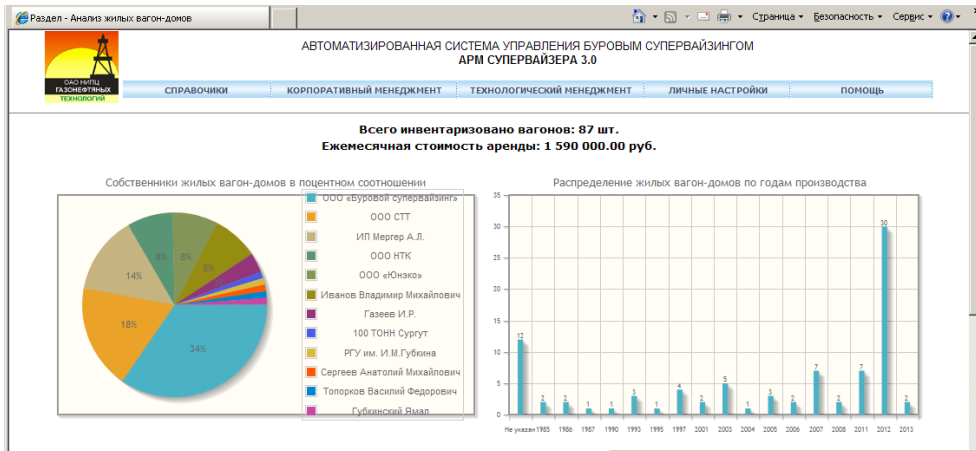 Раздел - Анализ жилых вагон-домов
Страница
Безопасность
Сервис
АВТОМАТИЗИРОВАННАЯ СИСТЕМА УПРАВЛЕНИЯ БУРОВЫМ СУПЕРВАЙЗИНГОМ
АРМ СУПЕРВАЙЗЕРА 3.0
ОАО НИПЦ
ГАЗОНЕФТЯНЫХ
ТЕХНОЛОГИЙ
СПРАВОЧНИКИ
КОРПОРАТИВНЫЙ МЕНЕДЖМЕНТ
ТЕХНОЛОГИЧЕСКИЙ МЕНЕДЖМЕНТ
ЛИЧНЫЕ НАСТРОЙКИ
ПОМОЩЬ
Всего инвентаризовано вагонов: 87 шт.
Ежемесячная стоимость аренды: 1 590 000.00 руб.
Собственники жилых вагон-домов в поцентном соотношении
34%
18%
14%
8%
8%
8%
ООО «Буровой супервайзинг»
ООО СТТ
ИП Мергер А.Л.
ООО НТК
ООО «Юнэко»
Иванов Владимир Михайлович
Газеев И.Р.
100 ТОНН Сургут
РГУ им. И.М.Губкина
Сергеев Анатолий Михайлович
Топорков Василий Федорович
Губкинский Ямал
Распределение жилых вагон-домов по годам производства
35
30
25
20
15
10
5
0
12 2 2 1 1 3 1 4 2 5 1 3 2 7 2 7 30 2
Не указан 1985 1986 1987 1990 1993 1995 1997 2001 2003 2004 2005 2006 2007 2008 2011 2012 2013